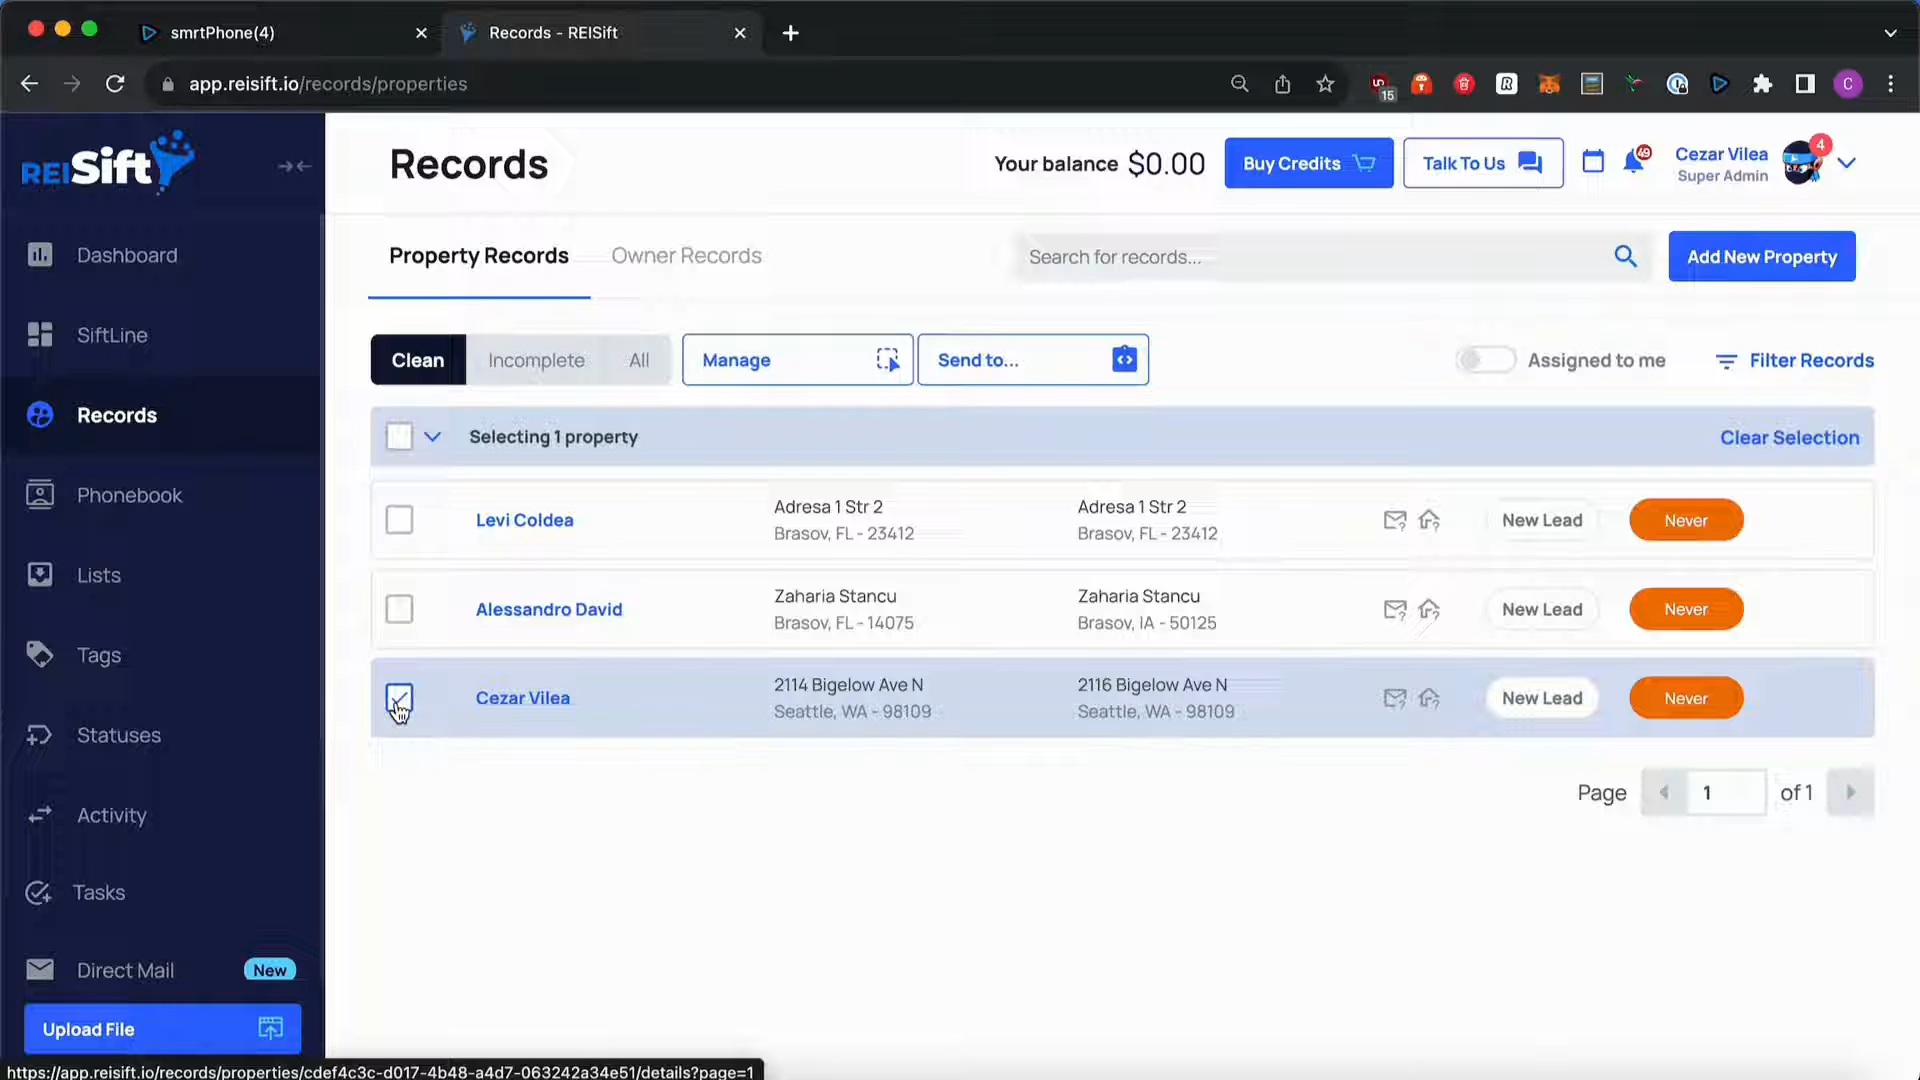 smrtPhone(4)
Records - REISift
app.reisift.io/records/properties
15
C
REISift
Records
Your balance $0.00
Buy Credits
Talk To Us
49
Cezar Vilea
Super Admin
4
Dashboard
SiftLine
Records
Phonebook
Lists
Tags
Statuses
Activity
Tasks
Direct Mail New
Upload File
Property Records
Owner Records
Search for records...
Add New Property
Clean
Incomplete
All
Manage
Send to...
Assigned to me
Filter Records
Selecting 1 property
Clear Selection
Levi Coldea
Adresa 1 Str 2
Brasov, FL - 23412
Adresa 1 Str 2
Brasov, FL - 23412
New Lead
Never
Alessandro David
Zaharia Stancu
Brasov, FL - 14075
Zaharia Stancu
Brasov, IA - 50125
New Lead
Never
Cezar Vilea
2114 Bigelow Ave N
Seattle, WA - 98109
2116 Bigelow Ave N
Seattle, WA - 98109
New Lead
Never
Page 1 of 1
https://app.reisift.io/records/properties/cdef4c3c-d017-4b48-a4d7-063242a34e51/details?page=1